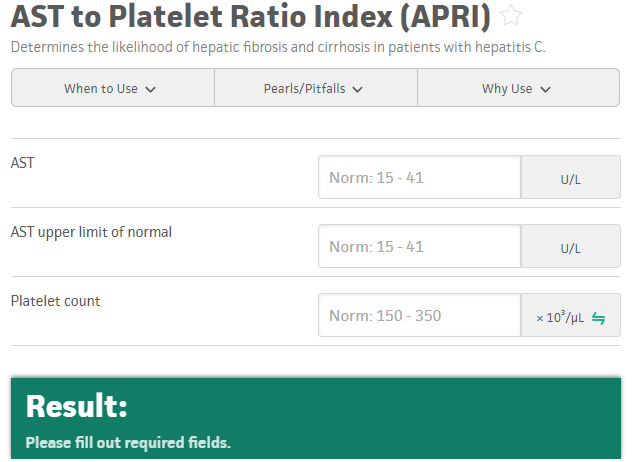 AST to Platelet Ratio Index (APRI)
Determines the likelihood of hepatic fibrosis and cirrhosis in patients with hepatitis C.
When to Use Pearls/Pitfalls Why Use
AST Norm: 15 - 41 U/L
AST upper limit of normal Norm: 15 - 41 U/L
Platelet count Norm: 150 - 350 × 10³/µL
Result:
Please fill out required fields.